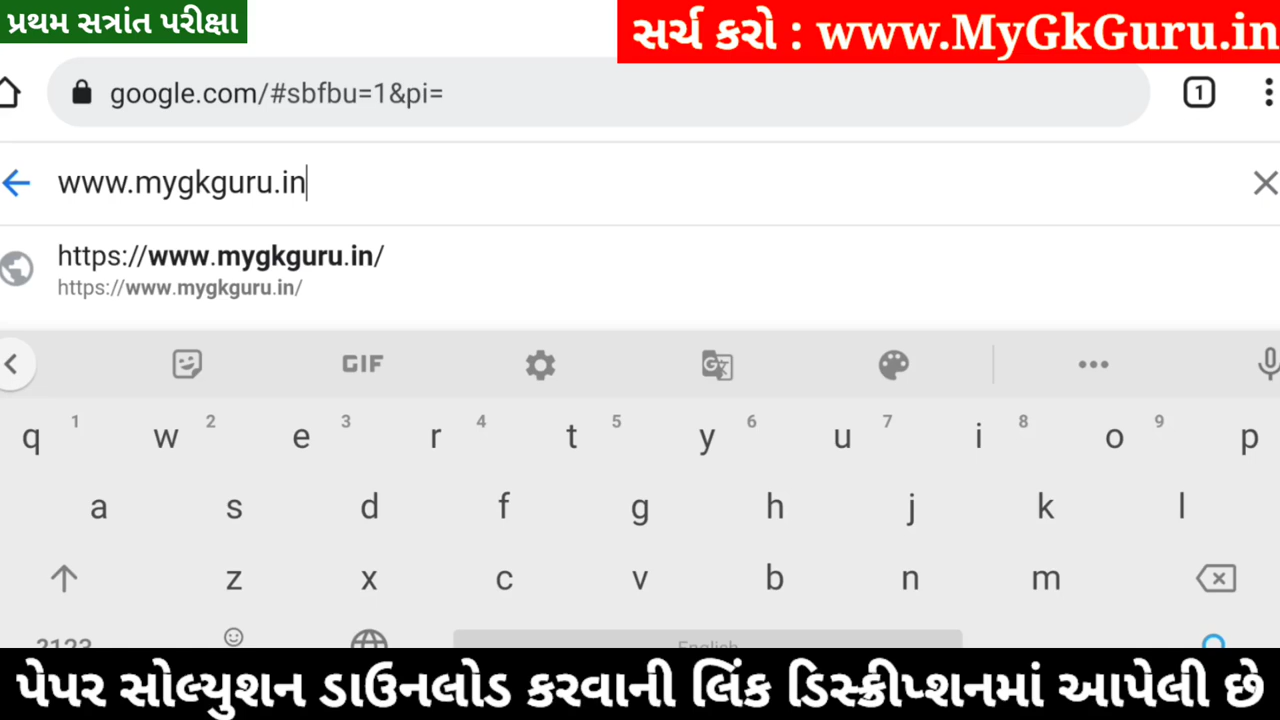 પ્રથમ સત્રાંત પરીક્ષા
સર્ચ કરો : www.MyGkGuru.in
google.com/#sbfbu=1&pi=
1
www.mygkguru.in
https://www.mygkguru.in/
https://www.mygkguru.in/
GIF
q 1 w 2 e 3 r 4 t 5 y 6 u 7 i 8 o 9 p
a s d f g h j k l
z x c v b n m
?123 English
પેપર સોલ્યુશન ડાઉનલોડ કરવાની લિંક ડિસ્ક્રીપ્શનમાં આપેલી છે